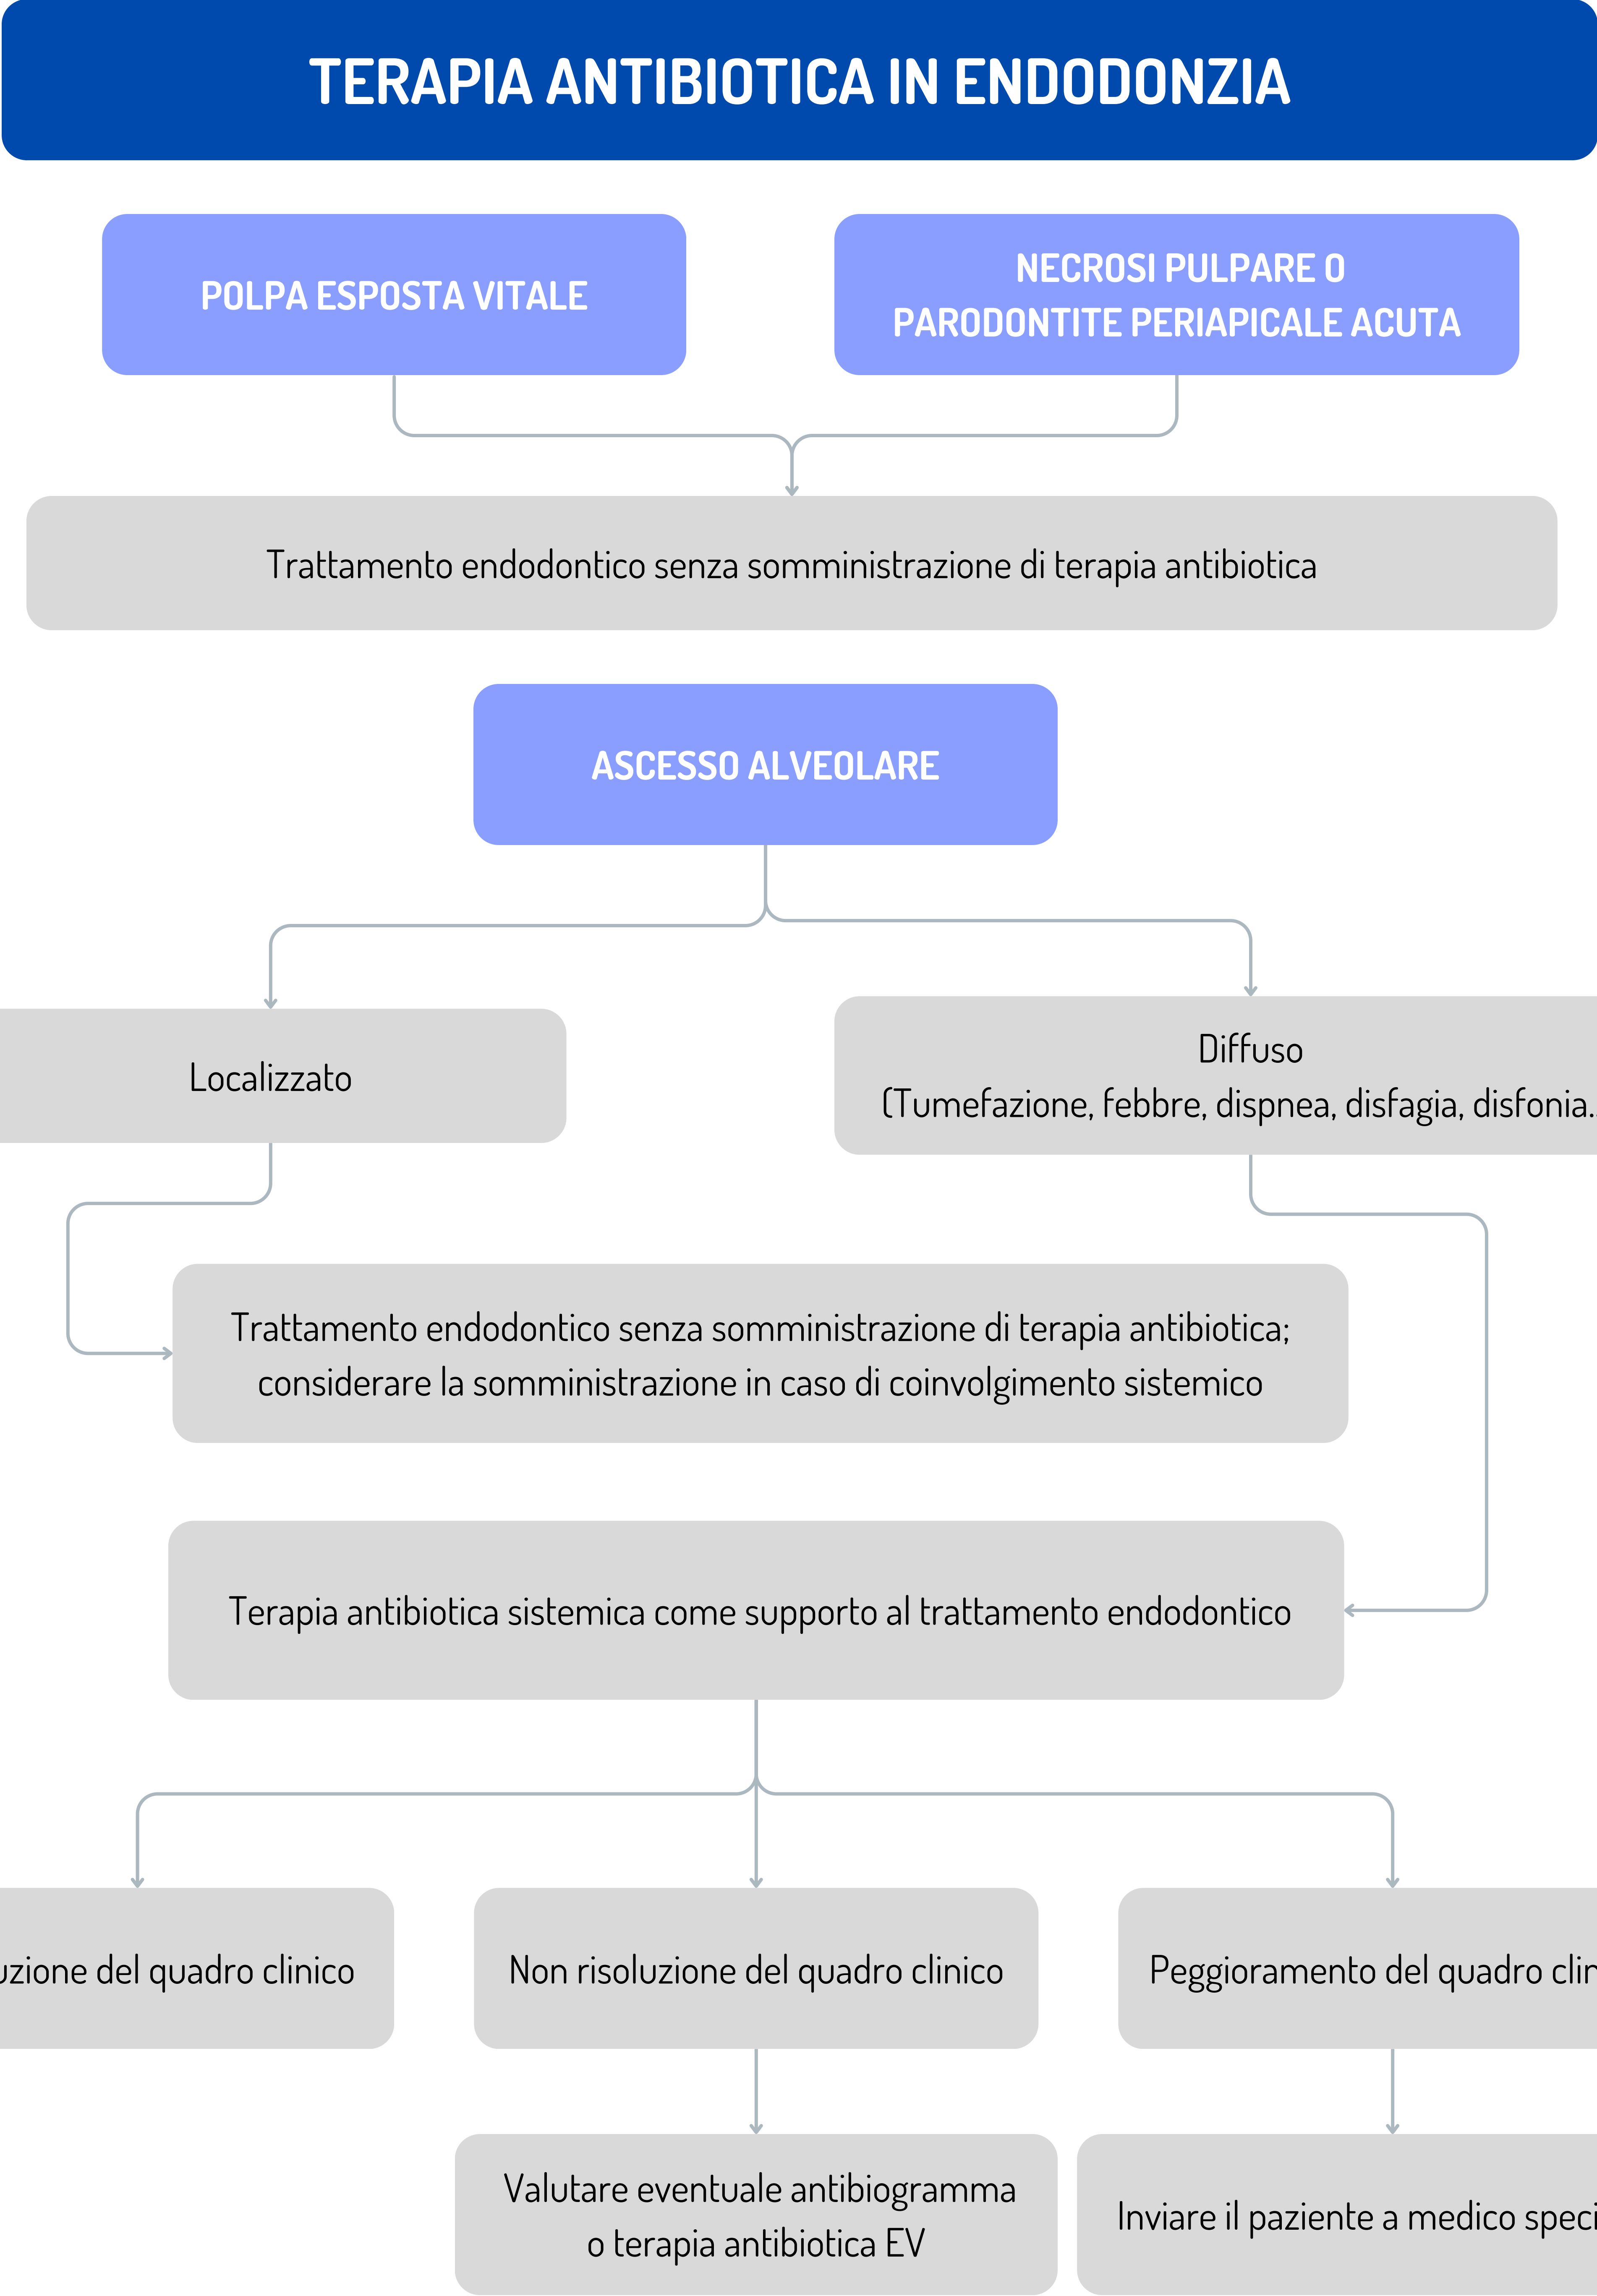 TERAPIA ANTIBIOTICA IN ENDODONZIA
POLPA ESPOSTA VITALE
NECROSI PULPARE O
PARODONTITE PERIAPICALE ACUTA
Trattamento endodontico senza somministrazione di terapia antibiotica
ASCESSO ALVEOLARE
Localizzato
Diffuso
(Tumefazione, febbre, dispnea, disfagia, disfonia..
Trattamento endodontico senza somministrazione di terapia antibiotica;
considerare la somministrazione in caso di coinvolgimento sistemico
Terapia antibiotica sistemica come supporto al trattamento endodontico
del quadro clinico
Non risoluzione del quadro clinico
Peggioramento del quadro
Valutare eventuale antibiogramma
o terapia antibiotica EV
Inviare il paziente a medico